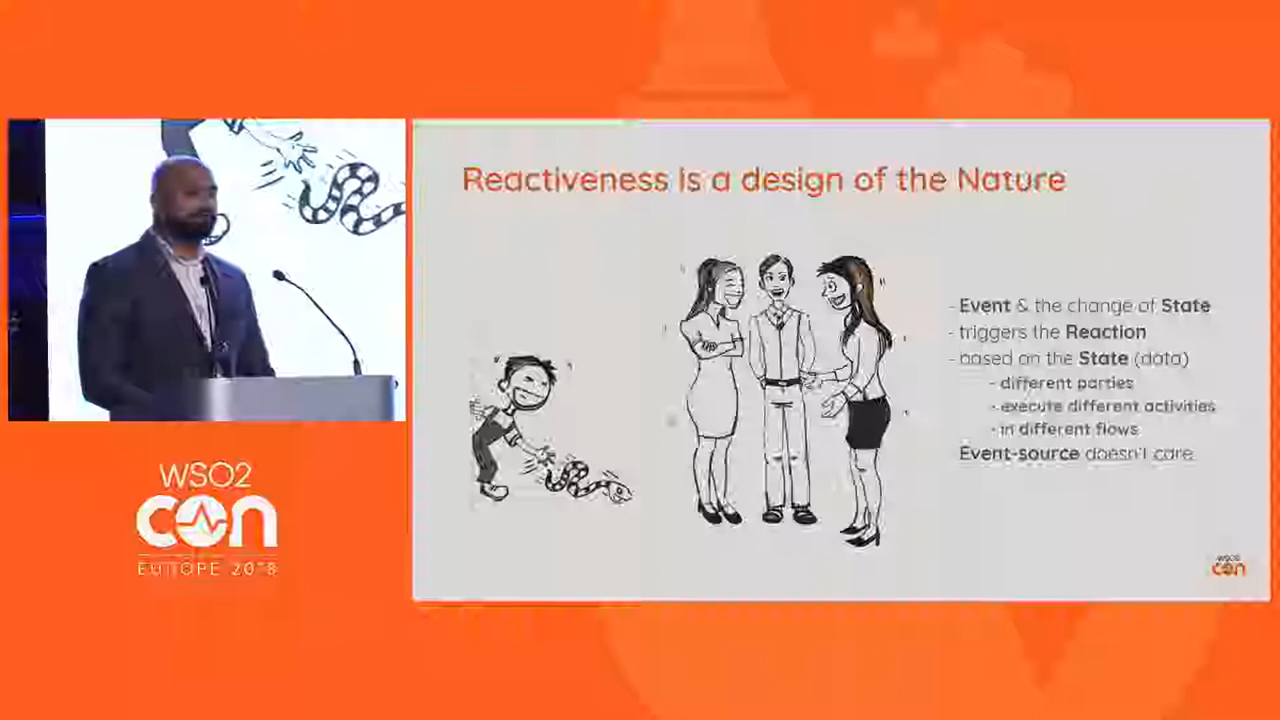 Reactiveness is a design of the Nature
- Event & the change of State
- triggers the Reaction
- based on the State (data)
- different parties
- execute different activities
- in different flows
Event-source doesn't care
WSO2
con
EUROPE 2018
WSO2
con